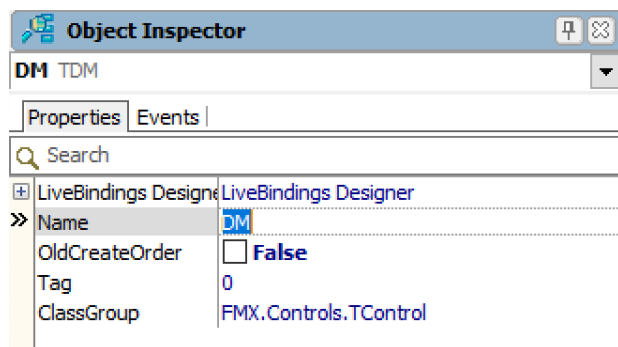 Object Inspector
DM TDM
Properties Events
Search
LiveBindings Designe LiveBindings Designer
Name DM
OldCreateOrder False
Tag 0
ClassGroup FMX.Controls.TControl